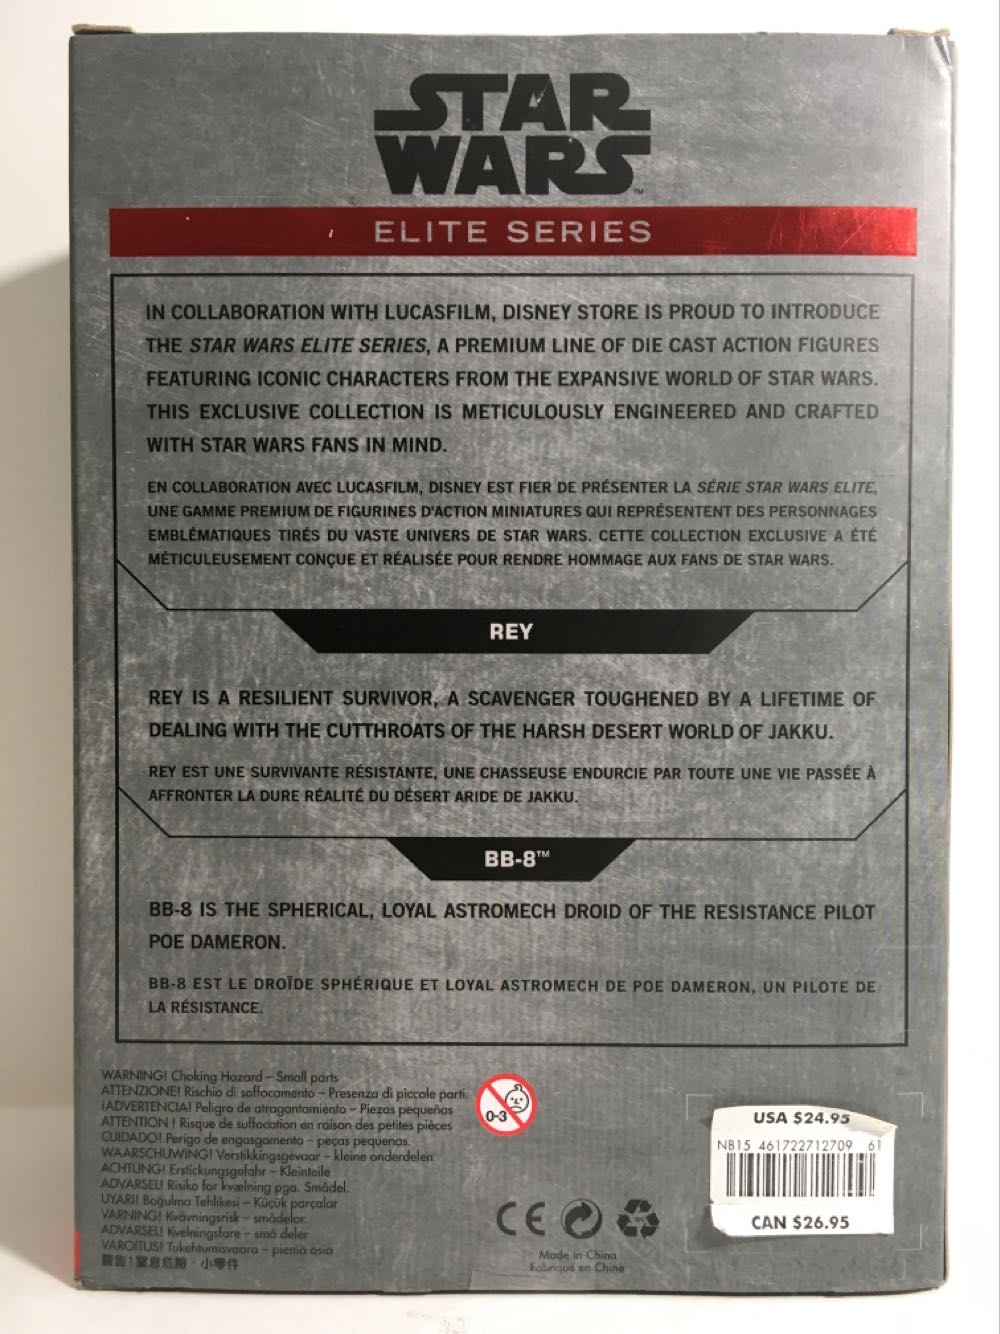 STAR
WARS™
ELITE SERIES
IN COLLABORATION WITH LUCASFILM, DISNEY STORE IS PROUD TO INTRODUCE
THE STAR WARS ELITE SERIES, A PREMIUM LINE OF DIE CAST ACTION FIGURES
FEATURING ICONIC CHARACTERS FROM THE EXPANSIVE WORLD OF STAR WARS.
THIS EXCLUSIVE COLLECTION IS METICULOUSLY ENGINEERED AND CRAFTED
WITH STAR WARS FANS IN MIND.
EN COLLABORATION AVEC LUCASFILM, DISNEY EST FIER DE PRÉSENTER LA SÉRIE STAR WARS ELITE,
UNE GAMME PREMIUM DE FIGURINES D'ACTION MINIATURES QUI REPRÉSENTENT DES PERSONNAGES
EMBLÉMATIQUES TIRÉS DU VASTE UNIVERS DE STAR WARS. CETTE COLLECTION EXCLUSIVE A ÉTÉ
MÉTICULEUSEMENT CONÇUE ET RÉALISÉE POUR RENDRE HOMMAGE AUX FANS DE STAR WARS.
REY
REY IS A RESILIENT SURVIVOR, A SCAVENGER TOUGHENED BY A LIFETIME OF
DEALING WITH THE CUTTHROATS OF THE HARSH DESERT WORLD OF JAKKU.
REY EST UNE SURVIVANTE RÉSISTANTE, UNE CHASSEUSE ENDURCIE PAR TOUTE UNE VIE PASSÉE À
AFFRONTER LA DURE RÉALITÉ DU DÉSERT ARIDE DE JAKKU.
BB-8™
BB-8 IS THE SPHERICAL, LOYAL ASTROMECH DROID OF THE RESISTANCE PILOT
POE DAMERON.
BB-8 EST LE DROÏDE SPHÉRIQUE ET LOYAL ASTROMECH DE POE DAMERON, UN PILOTE DE
LA RÉSISTANCE.
WARNING! Choking Hazard – Small parts
ATTENZIONE! Rischio di soffocamento – Presenza di piccole parti.
¡ADVERTENCIA! Peligro de atragantamiento – Piezas pequeñas
ATTENTION ! Risque de suffocation en raison des petites pièces
CUIDADO! Perigo de engasgamento – peças pequenas.
WAARSCHUWING! Verstikkingsgevaar – kleine onderdelen
ACHTUNG! Erstickungsgefahr – Kleinteile
ADVARSEL! Risiko for kvælning pga. Smådel.
UYARI! Boğulma Tehlikesi – Küçük parçalar
VARNING! Kvävningsrisk – smådelar.
ADVARSEL! Kvelningsfare – små deler
VAROITUS! Tukehtumisvaara – pieniä osia
警告!窒息危險 · 小零件
0-3
CE
Made in China
Fabriqué en Chine
USA $24.95
NB15 461722712709 61
CAN $26.95